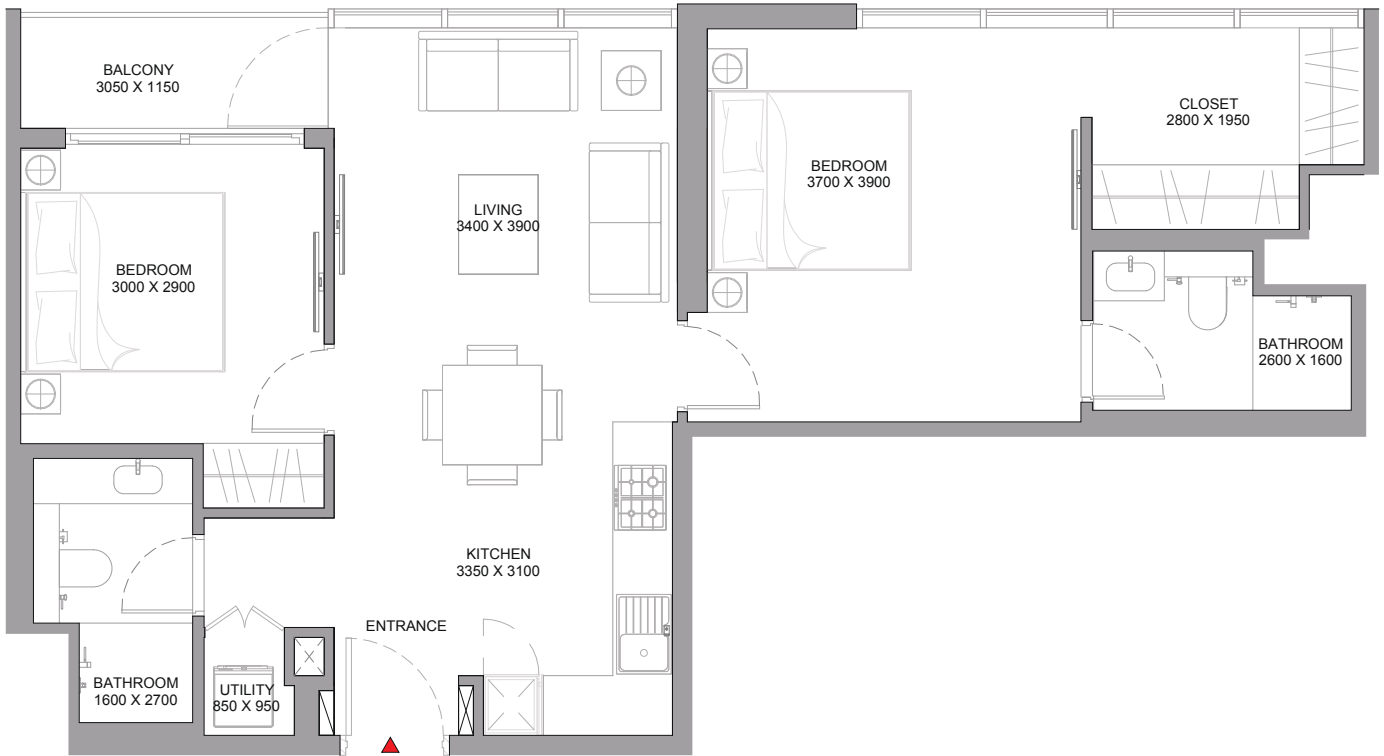 BALCONY
3050 X 1150
CLOSET
2800 X 1950
BEDROOM
3700 X 3900
LIVING
3400 X 3900
BEDROOM
3000 X 2900
BATHROOM
2600 X 1600
KITCHEN
3350 X 3100
ENTRANCE
BATHROOM
1600 X 2700
UTILITY
850 X 950